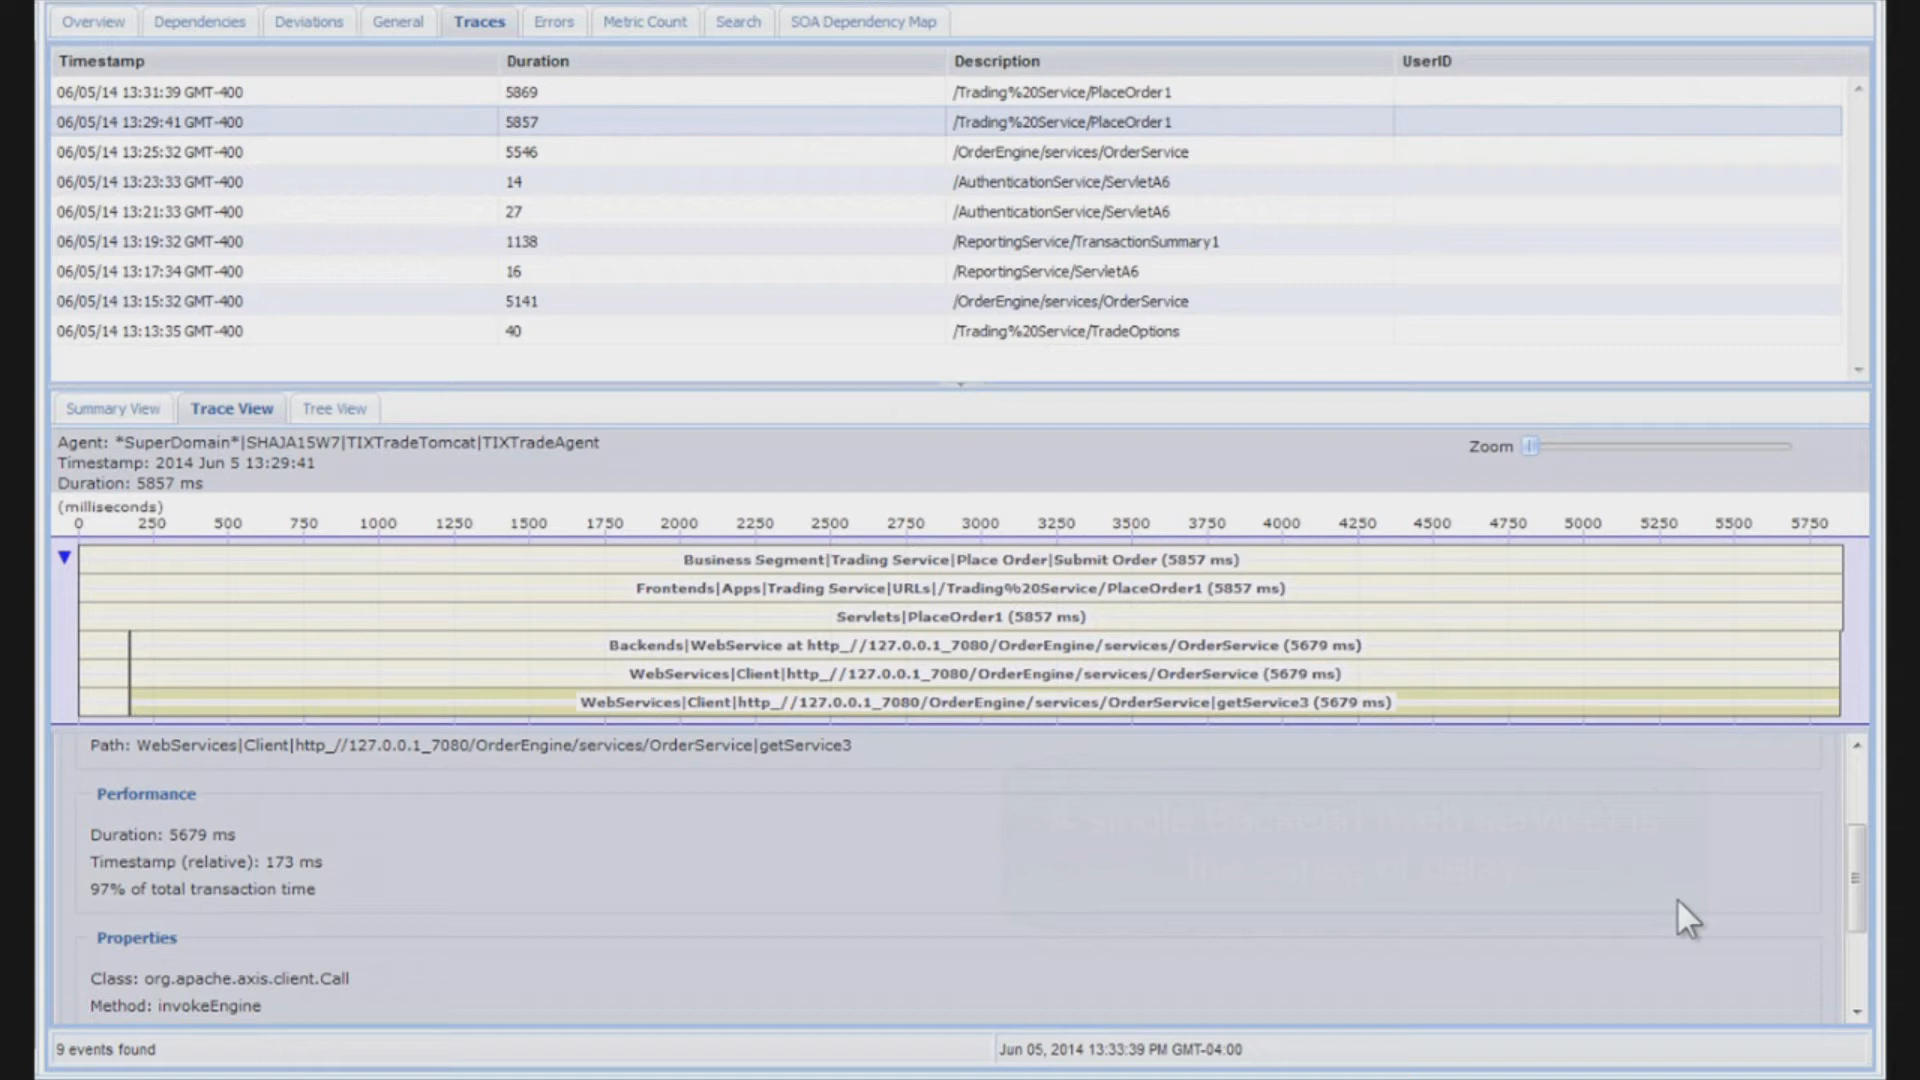 Overview Dependencies Deviations General Traces Errors Metric Count Search SOA Dependency Map
Timestamp Duration Description UserID
06/05/14 13:31:39 GMT-400 5869 /Trading%20Service/PlaceOrder1
06/05/14 13:29:41 GMT-400 5857 /Trading%20Service/PlaceOrder1
06/05/14 13:25:32 GMT-400 5546 /OrderEngine/services/OrderService
06/05/14 13:23:33 GMT-400 14 /AuthenticationService/ServletA6
06/05/14 13:21:33 GMT-400 27 /AuthenticationService/ServletA6
06/05/14 13:19:32 GMT-400 1138 /ReportingService/TransactionSummary1
06/05/14 13:17:34 GMT-400 16 /ReportingService/ServletA6
06/05/14 13:15:32 GMT-400 5141 /OrderEngine/services/OrderService
06/05/14 13:13:35 GMT-400 40 /Trading%20Service/TradeOptions
Summary View Trace View Tree View
Agent: *SuperDomain*|SHAJA15W7|TIXTradeTomcat|TIXTradeAgent
Zoom
Timestamp: 2014 Jun 5 13:29:41
Duration: 5857 ms
(milliseconds)
0 250 500 750 1000 1250 1500 1750 2000 2250 2500 2750 3000 3250 3500 3750 4000 4250 4500 4750 5000 5250 5500 5750
Business Segment|Trading Service|Place Order|Submit Order (5857 ms)
Frontends|Apps|Trading Service|URLs|/Trading%20Service/PlaceOrder1 (5857 ms)
Servlets|PlaceOrder1 (5857 ms)
Backends|WebService at http_//127.0.0.1_7080/OrderEngine/services/OrderService (5679 ms)
WebServices|Client|http_//127.0.0.1_7080/OrderEngine/services/OrderService (5679 ms)
WebServices|Client|http_//127.0.0.1_7080/OrderEngine/services/OrderService|getService3 (5679 ms)
Path: WebServices|Client|http_//127.0.0.1_7080/OrderEngine/services/OrderService|getService3
Performance
Duration: 5679 ms
Timestamp (relative): 173 ms
97% of total transaction time
Properties
Class: org.apache.axis.client.Call
Method: invokeEngine
9 events found
Jun 05, 2014 13:33:39 PM GMT-04:00